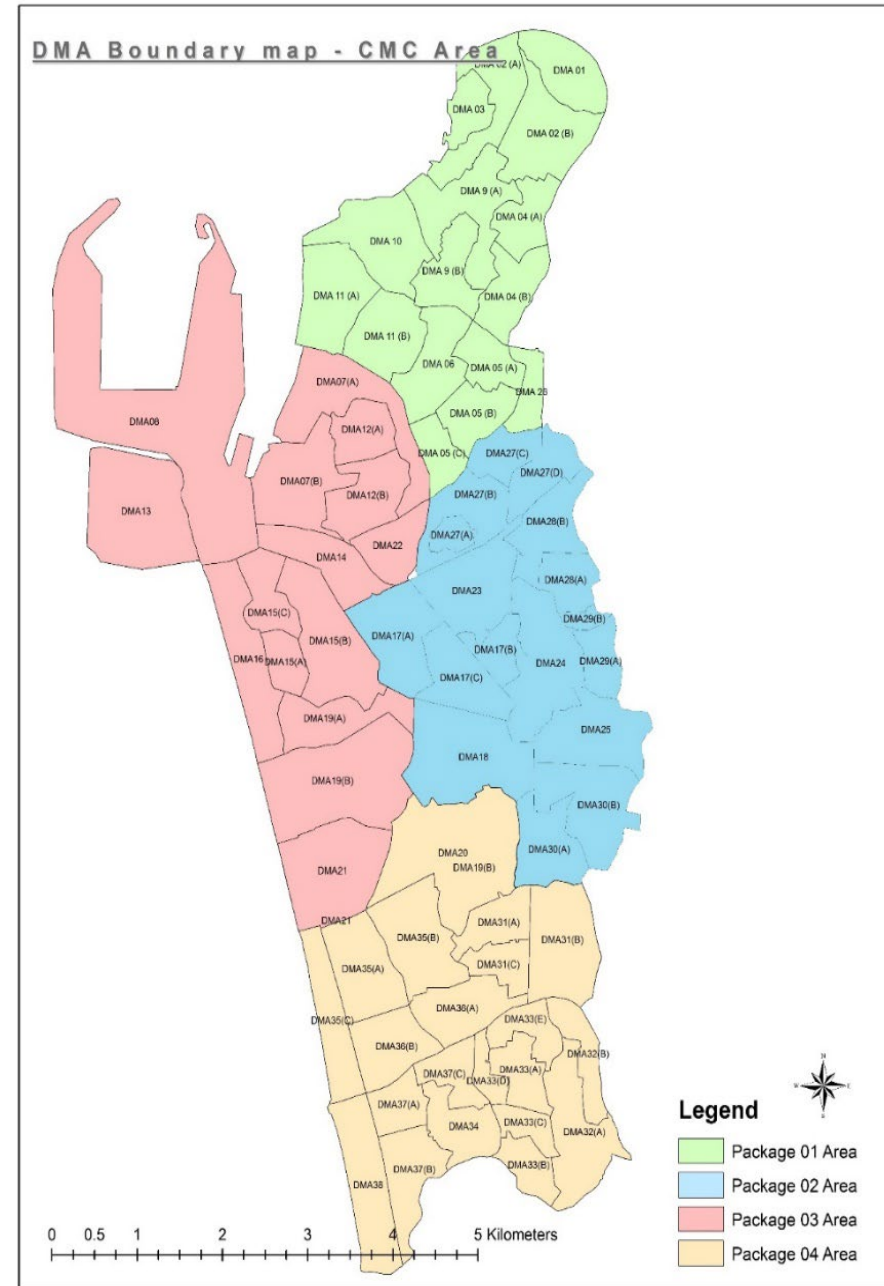 DMA Boundary map - CMC Area
DMA 02 (A)
DMA 01
DMA 03
DMA 02 (B)
DMA 9 (A)
DMA 04 (A)
DMA 10
DMA 9 (B)
DMA 11 (A)
DMA 04 (B)
DMA 11 (B)
DMA 06
DMA 05 (A)
DMA07(A)
DMA 26
DMA 05 (B)
DMA08
DMA12(A)
DMA 05 (C)
DMA27(C)
DMA27(D)
DMA07(B)
DMA12(B)
DMA27(B)
DMA13
DMA28(B)
DMA27(A)
DMA22
DMA14
DMA28(A)
DMA23
DMA15(C)
DMA29(B)
DMA17(A)
DMA15(B)
DMA17(B)
DMA16
DMA15(A)
DMA24
DMA29(A)
DMA17(C)
DMA19(A)
DMA25
DMA18
DMA19(B)
DMA30(B)
DMA20
DMA30(A)
DMA19(B)
DMA21
DMA21
DMA31(A)
DMA35(B)
DMA31(B)
DMA31(C)
DMA35(A)
DMA36(A)
DMA35(C)
DMA33(E)
DMA36(B)
DMA32(B)
DMA33(A)
DMA37(C)
DMA33(D)
DMA37(A)
DMA33(C)
DMA34
DMA32(A)
DMA37(B)
DMA33(B)
DMA38
N
W
E
S
Legend
Package 01 Area
Package 02 Area
Package 03 Area
Package 04 Area
0 0.5 1 2 3 4 5 Kilometers